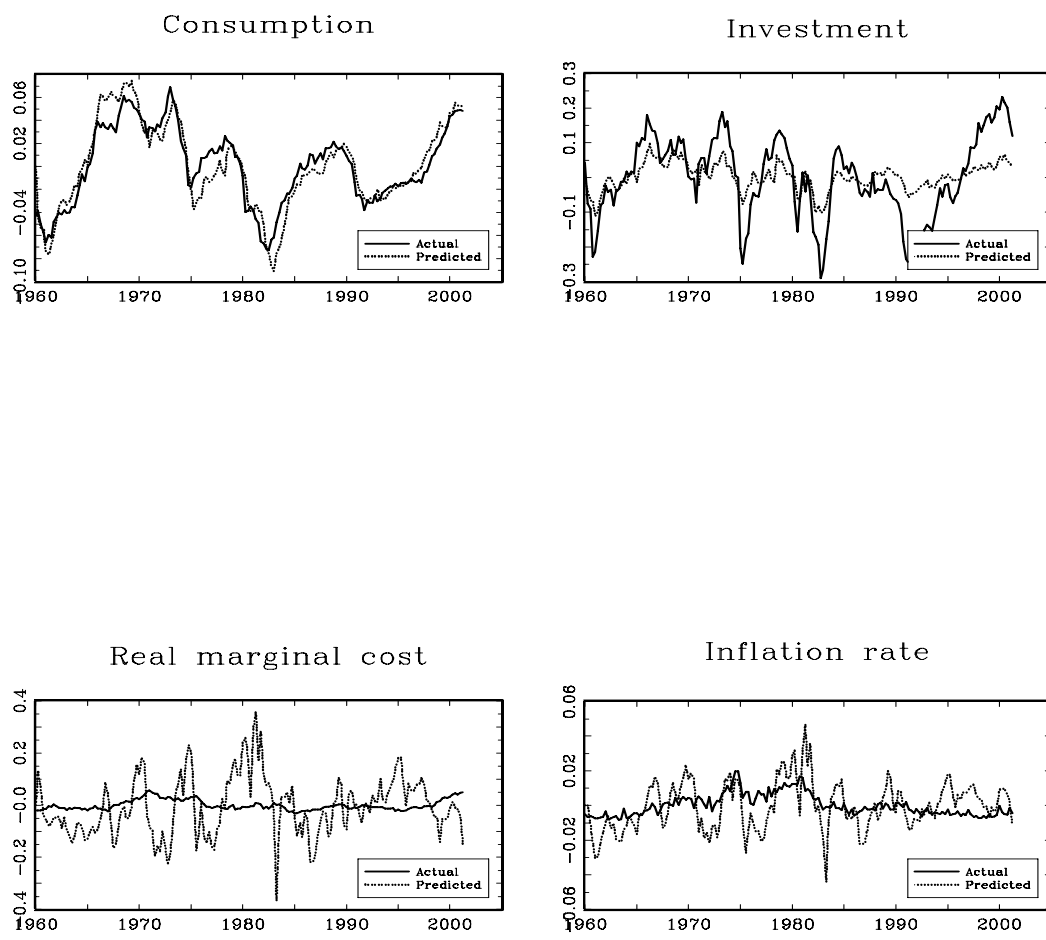 Consumption
0.06
0.02
−0.04
−0.10
1960 1970 1980 1990 2000
Actual
Predicted
Investment
0.3
0.2
0.1
−0.1
−0.3
1960 1970 1980 1990 2000
Actual
Predicted
Real marginal cost
0.4
0.2
−0.0
−0.2
−0.4
1960 1970 1980 1990 2000
Actual
Predicted
Inflation rate
0.06
0.02
−0.02
−0.06
1960 1970 1980 1990 2000
Actual
Predicted